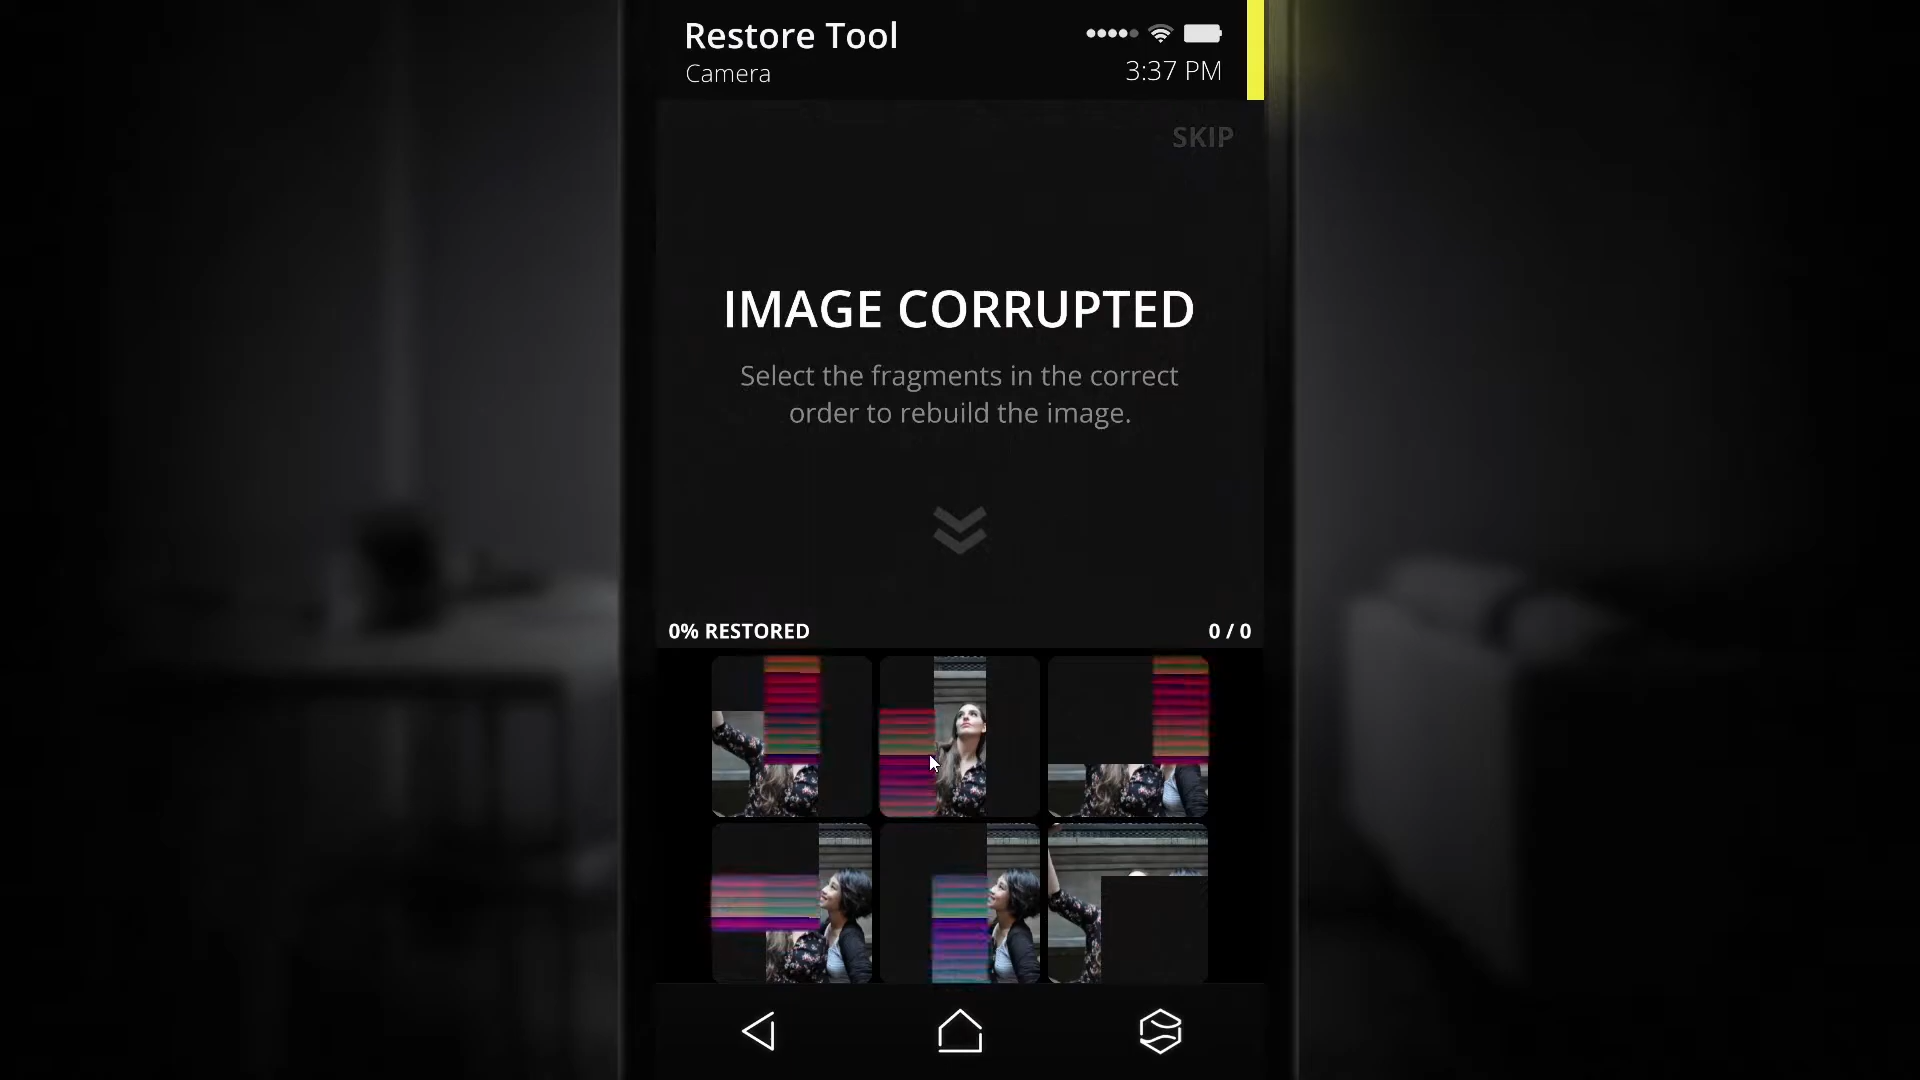 Restore Tool
Camera
3:37 PM
SKIP
IMAGE CORRUPTED
Select the fragments in the correct
order to rebuild the image.
0% RESTORED
0 / 0